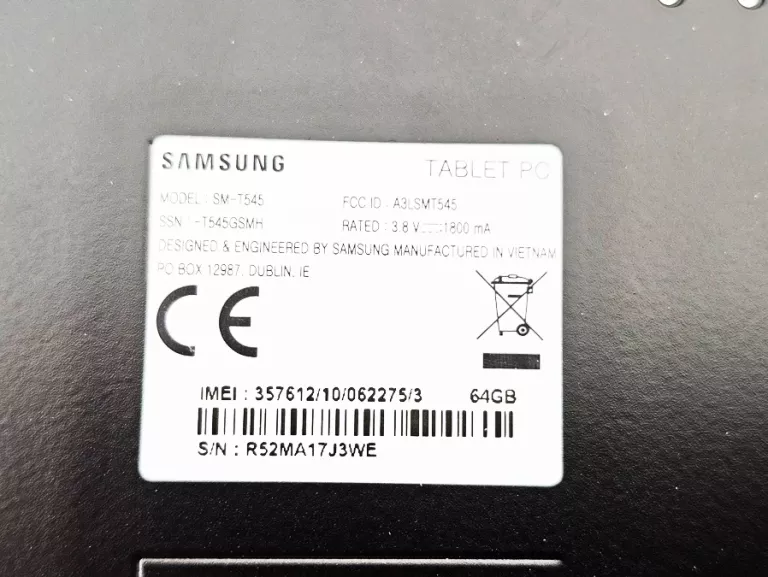 SAMSUNG TABLET PC
MODEL : SM-T545 FCC ID : A3LSMT545
SSN : -T545GSMH RATED : 3.8 V⎓1800 mA
DESIGNED & ENGINEERED BY SAMSUNG MANUFACTURED IN VIETNAM
PO BOX 12987, DUBLIN, IE
CE
IMEI : 357612/10/062275/3 64GB
S/N : R52MA17J3WE